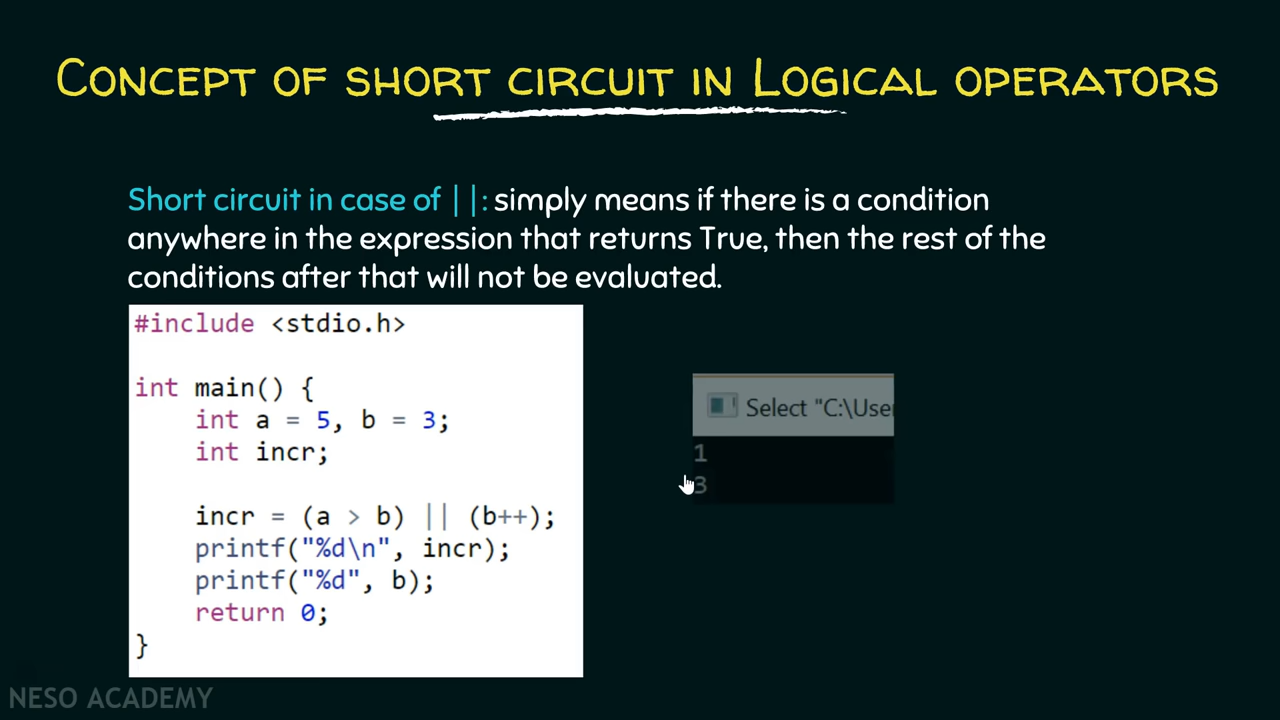 CONCEPT OF SHORT CIRCUIT IN LOGICAL OPERATORS
Short circuit in case of ||: simply means if there is a condition
anywhere in the expression that returns True, then the rest of the
conditions after that will not be evaluated.
#include <stdio.h>
int main() {
int a = 5, b = 3;
int incr;
incr = (a > b) || (b++);
printf("%d\n", incr);
printf("%d", b);
return 0;
}
Select "C:\User
1
3
NESO ACADEMY